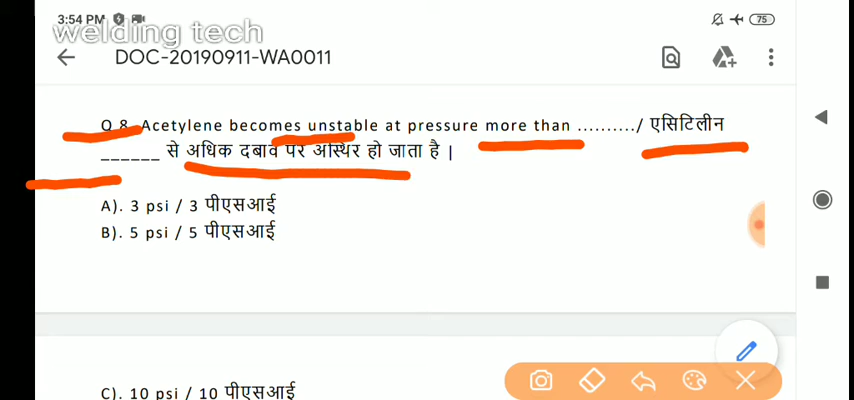 3:54 PM
75
welding tech
DOC-20190911-WA0011
Q 8. Acetylene becomes unstable at pressure more than ........../ एसिटिलीन
______ से अधिक दबाव पर अस्थिर हो जाता है |
A). 3 psi / 3 पीएसआई
B). 5 psi / 5 पीएसआई
C). 10 psi / 10 पीएसआई